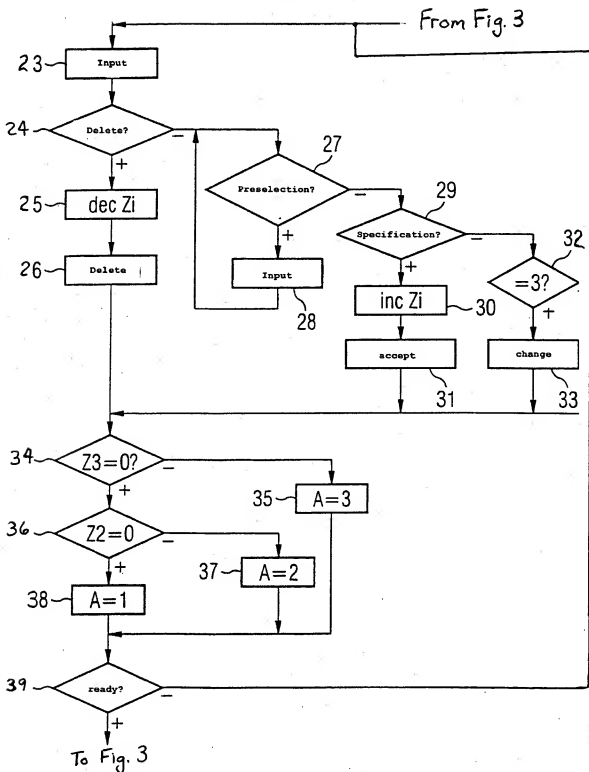 From Fig. 3
23
Input
24
Delete?
−
+
27
Preselection?
−
+
25
dec Zi
29
Specification?
−
+
32
=3?
+
26
Delete
Input
28
inc Zi
30
accept
31
change
33
34
Z3=0?
−
+
35
A=3
36
Z2=0
−
+
37
A=2
38
A=1
39
ready?
−
+
To Fig. 3